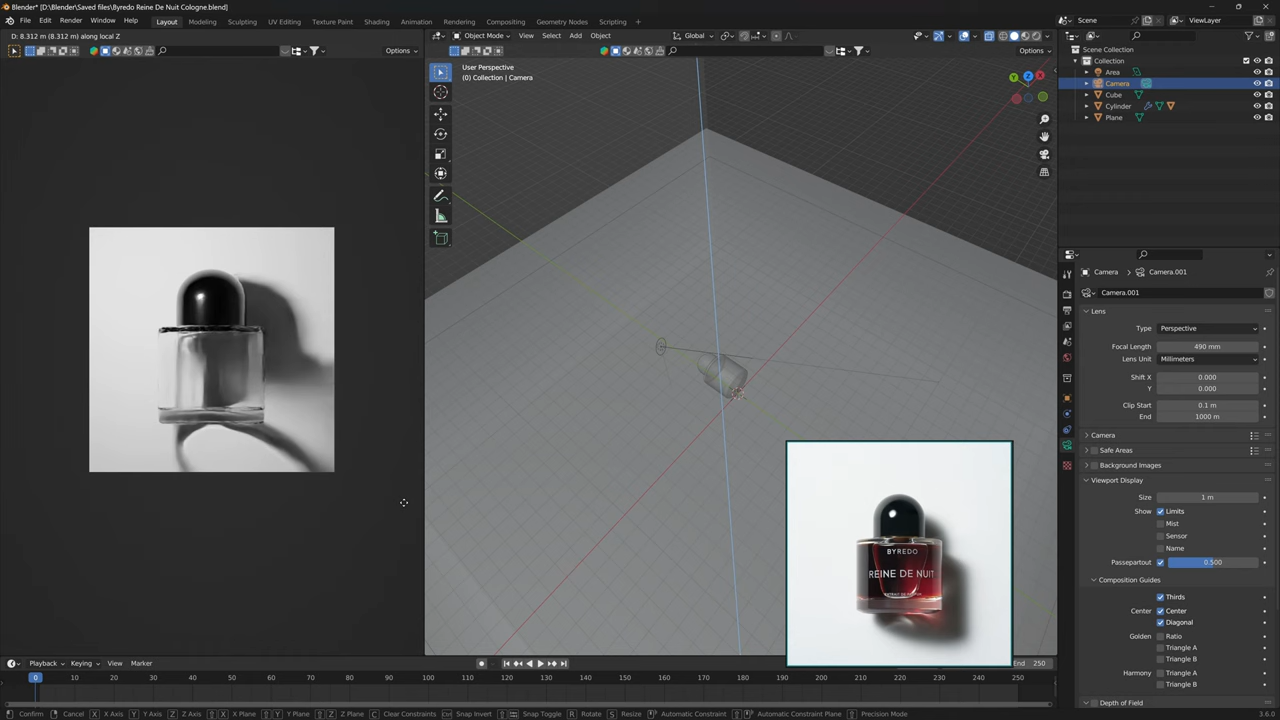 Blender* [D:\Blender\Saved files\Byredo Reine De Nuit Cologne.blend]
File Edit Render Window Help Layout Modeling Sculpting UV Editing Texture Paint Shading Animation Rendering Compositing Geometry Nodes Scripting + Scene ViewLayer
D: 8.312 m (8.312 m) along local Z
Object Mode View Select Add Object Global
Options Options
User Perspective
(0) Collection | Camera
Z
Y
X
Scene Collection
Collection
Area
Camera
Cube
Cylinder
Plane
Camera > Camera.001
Camera.001
Lens
Type Perspective
Focal Length 490 mm
Lens Unit Millimeters
Shift X 0.000
Y 0.000
Clip Start 0.1 m
End 1000 m
Camera
Safe Areas
Background Images
Viewport Display
Size 1 m
Show Limits
Mist
Sensor
Name
Passepartout 0.500
Composition Guides
Thirds
Center Center
Diagonal
Golden Ratio
Triangle A
Triangle B
Harmony Triangle A
Triangle B
Depth of Field
BYREDO
REINE DE NUIT
EXTRAIT DE PARFUM
Playback Keying View Marker End 250
0 10 20 30 40 50 60 70 80 90 100 110 120 130 140 150 160 170 180 190 200 210 220 230 240 250
Confirm Cancel X X Axis Y Y Axis Z Z Axis X X Plane Y Y Plane Z Z Plane C Clear Constraints Snap Invert Snap Toggle R Rotate S Resize Automatic Constraint Automatic Constraint Plane Precision Mode
3.6.0